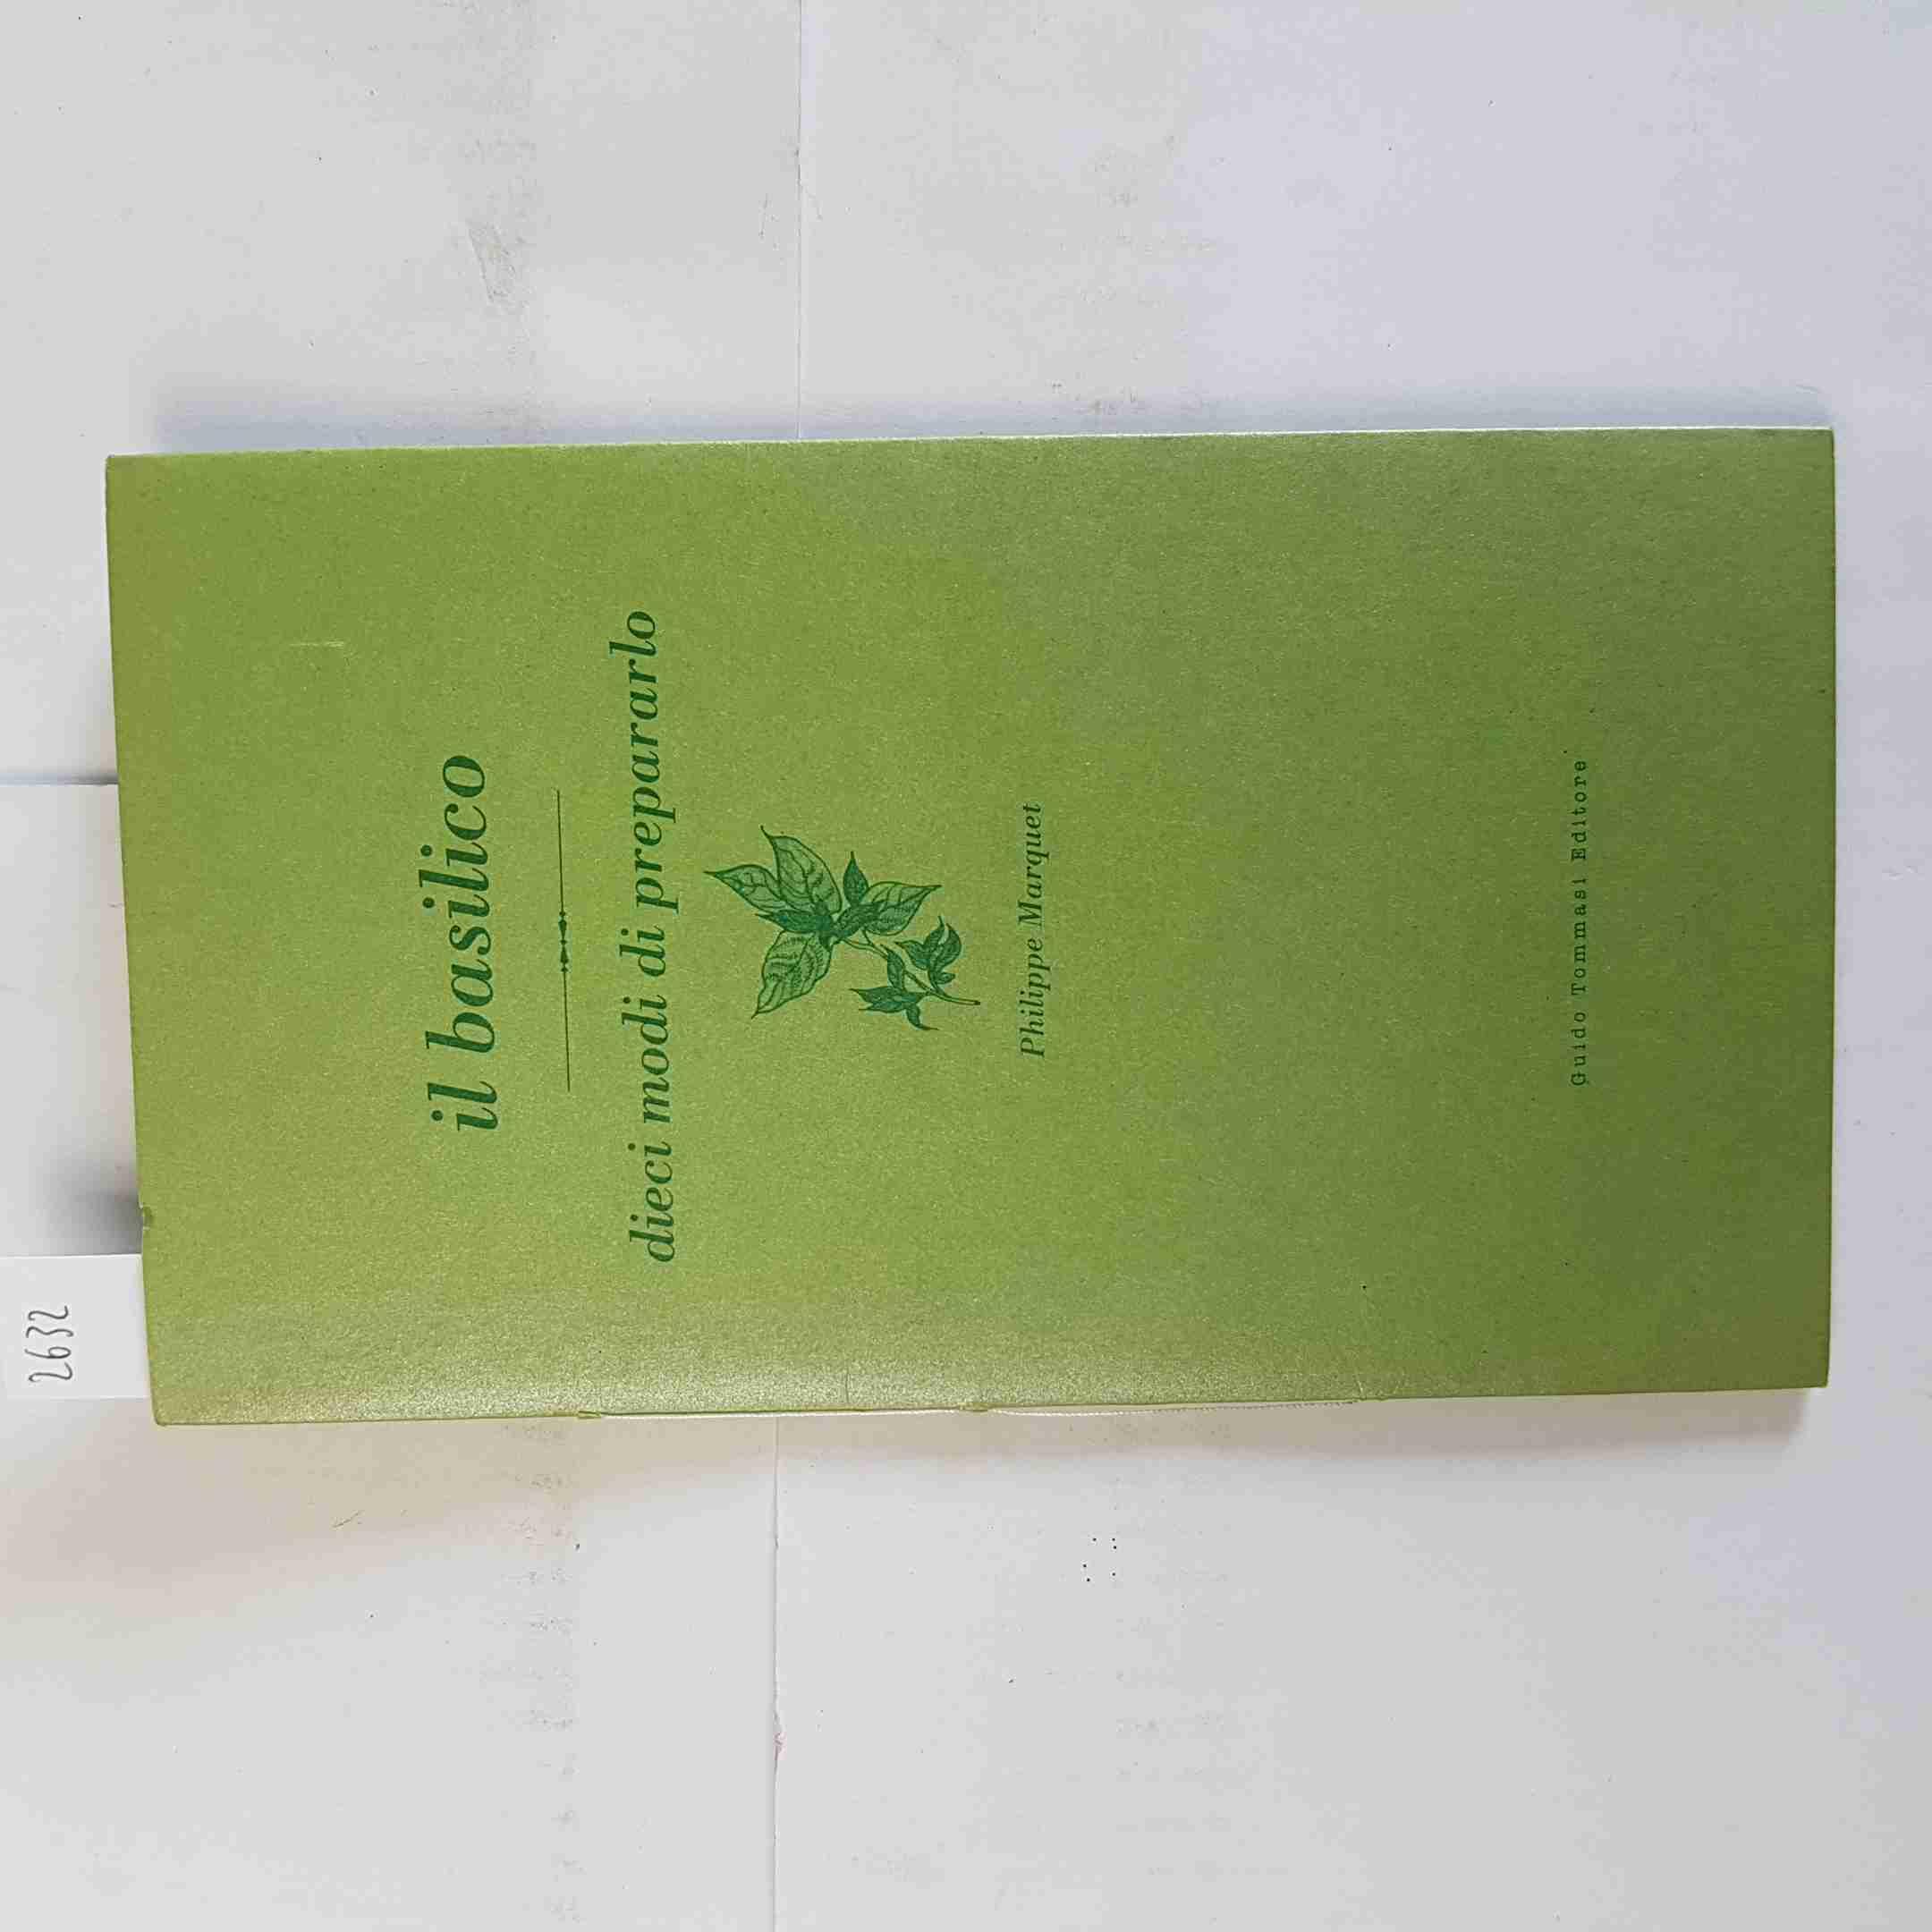 2632
il basilico
dieci modi di prepararlo
Philippe Marquet
Guido Tommasi Editore